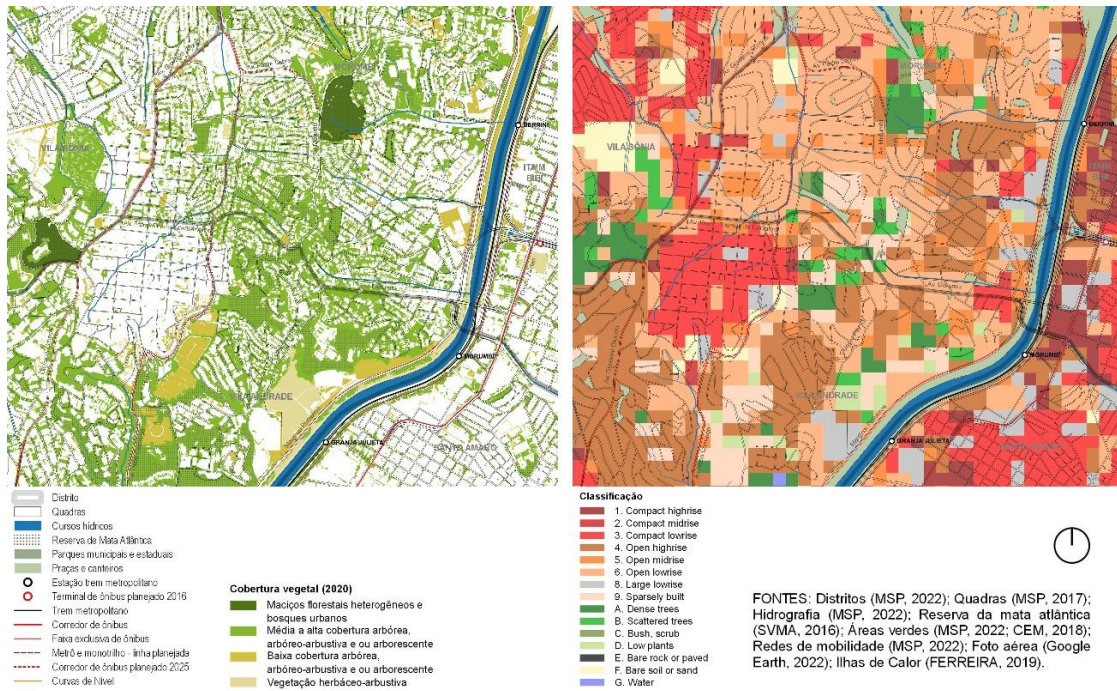 MORUMBI
BERRINI
VILA SÔNIA
ITAIM
BIBI
MORUMBI
VILA ANDRADE
GRANJA JULIETA
SANTO AMARO
MORUMBI
BERRINI
VILA SÔNIA
ITAIM
BIBI
MORUMBI
VILA ANDRADE
GRANJA JULIETA
Distrito
Quadras
Cursos hídricos
Reserva de Mata Atlântica
Parques municipais e estaduais
Praças e canteiros
Estação trem metropolitano
Terminal de ônibus planejado 2016
Trem metropolitano
Corredor de ônibus
Faixa exclusiva de ônibus
Metrô e monotrilho - linha planejada
Corredor de ônibus planejado 2025
Curvas de Nível
Cobertura vegetal (2020)
Maciços florestais heterogêneos e
bosques urbanos
Média a alta cobertura arbórea,
arbóreo-arbustiva e ou arborescente
Baixa cobertura arbórea,
arbóreo-arbustiva e ou arborescente
Vegetação herbáceo-arbustiva
Classificação
1. Compact highrise
2. Compact midrise
3. Compact lowrise
4. Open highrise
5. Open midrise
6. Open lowrise
8. Large lowrise
9. Sparsely built
A. Dense trees
B. Scattered trees
C. Bush, scrub
D. Low plants
E. Bare rock or paved
F. Bare soil or sand
G. Water
FONTES: Distritos (MSP, 2022); Quadras (MSP, 2017);
Hidrografia (MSP, 2022); Reserva da mata atlântica
(SVMA, 2016); Áreas verdes (MSP, 2022; CEM, 2018);
Redes de mobilidade (MSP, 2022); Foto aérea (Google
Earth, 2022); Ilhas de Calor (FERREIRA, 2019).